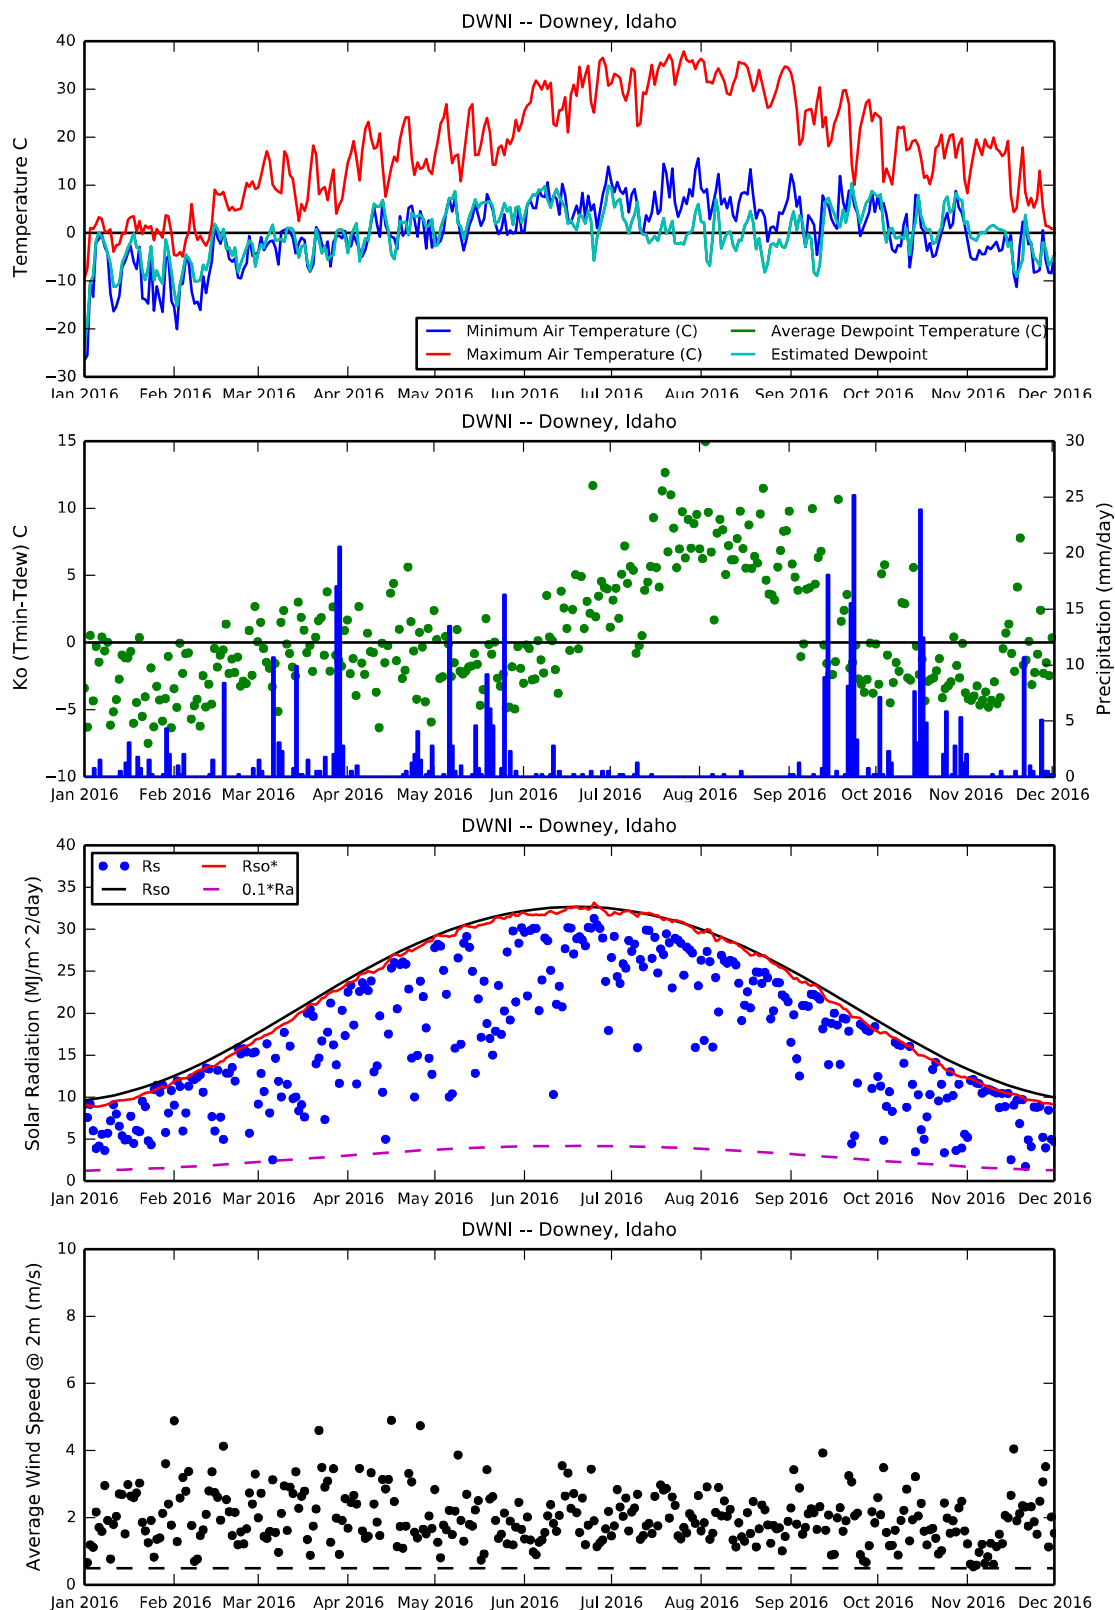 DWNI -- Downey, Idaho
40
30
20
10
0
−10
−20
−30
Temperature C
Minimum Air Temperature (C)
Maximum Air Temperature (C)
Average Dewpoint Temperature (C)
Estimated Dewpoint
Jan 2016 Feb 2016 Mar 2016 Apr 2016 May 2016 Jun 2016 Jul 2016 Aug 2016 Sep 2016 Oct 2016 Nov 2016 Dec 2016
DWNI -- Downey, Idaho
15
10
5
0
−5
−10
Ko (Tmin-Tdew) C
30
25
20
15
10
5
0
Precipitation (mm/day)
Jan 2016 Feb 2016 Mar 2016 Apr 2016 May 2016 Jun 2016 Jul 2016 Aug 2016 Sep 2016 Oct 2016 Nov 2016 Dec 2016
DWNI -- Downey, Idaho
40
35
30
25
20
15
10
5
0
Solar Radiation (MJ/m^2/day)
Rs
Rso
Rso*
0.1*Ra
Jan 2016 Feb 2016 Mar 2016 Apr 2016 May 2016 Jun 2016 Jul 2016 Aug 2016 Sep 2016 Oct 2016 Nov 2016 Dec 2016
DWNI -- Downey, Idaho
10
8
6
4
2
0
Average Wind Speed @ 2m (m/s)
Jan 2016 Feb 2016 Mar 2016 Apr 2016 May 2016 Jun 2016 Jul 2016 Aug 2016 Sep 2016 Oct 2016 Nov 2016 Dec 2016